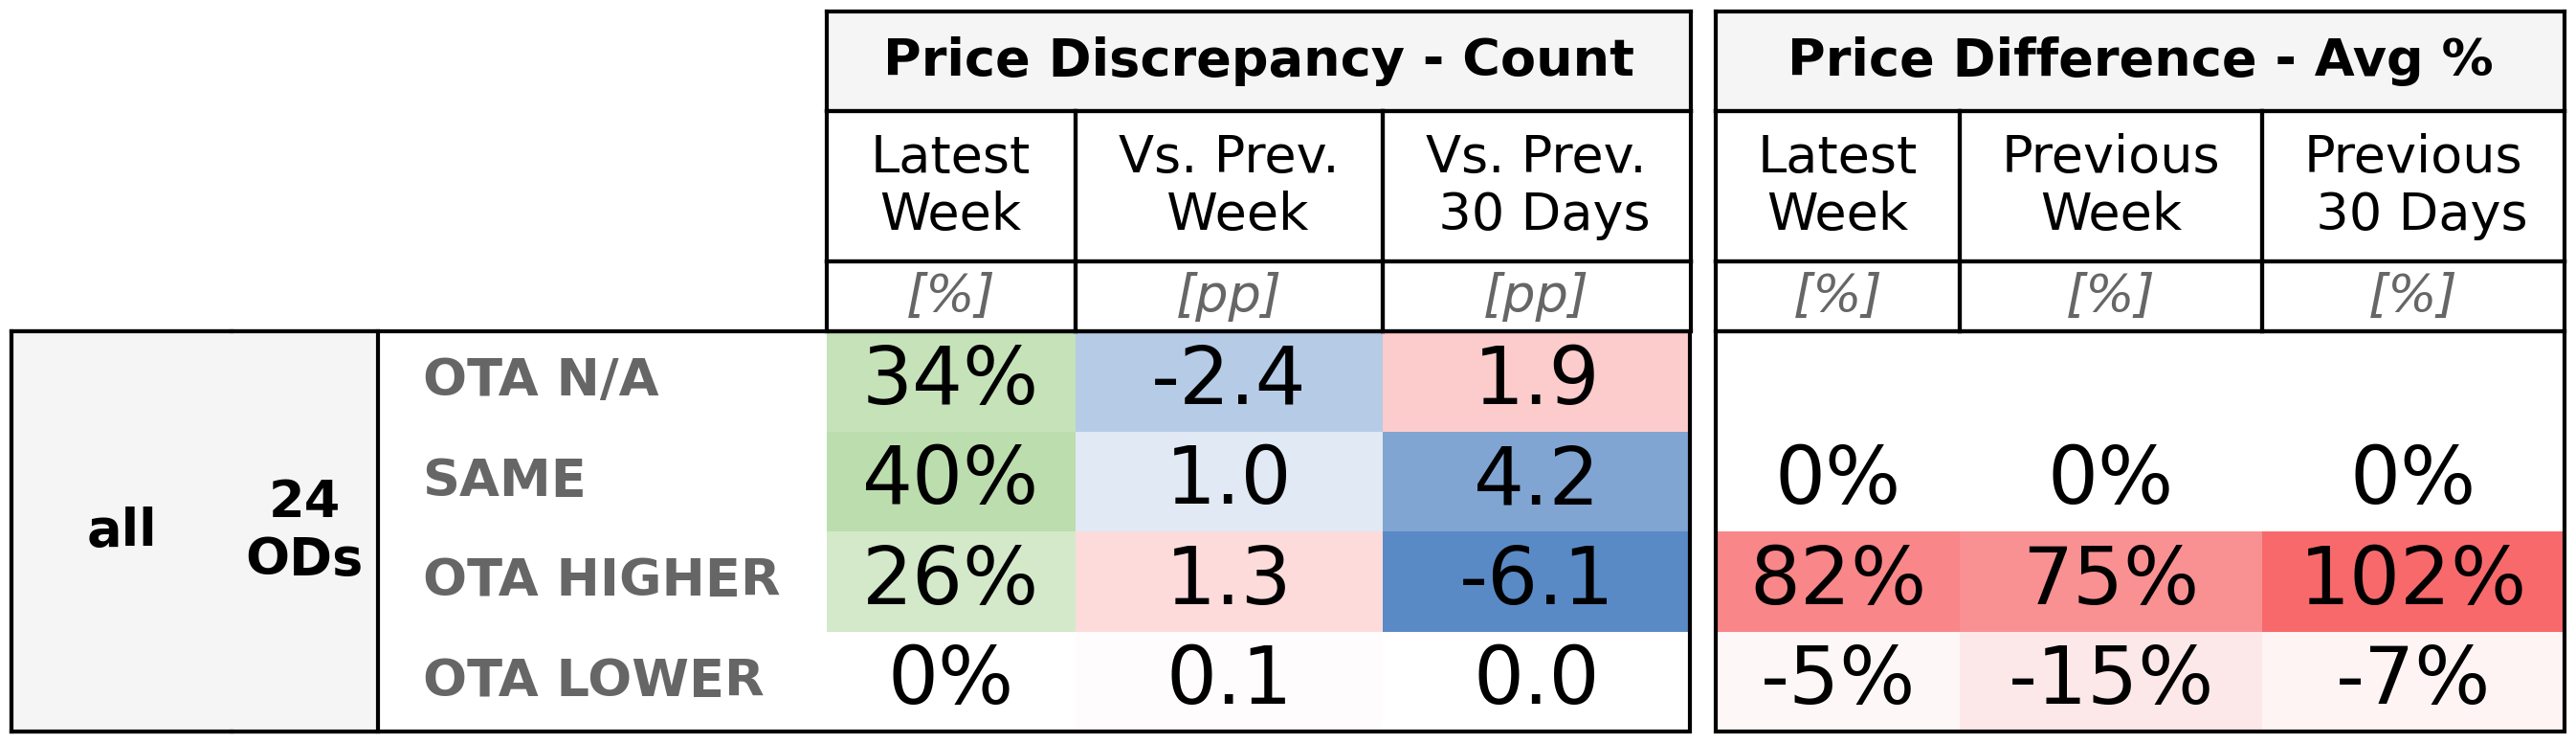 Price Discrepancy - Count
Price Difference - Avg %
Latest Week
Vs. Prev. Week
Vs. Prev. 30 Days
Latest Week
Previous Week
Previous 30 Days
[%]
[pp]
[pp]
[%]
[%]
[%]
all
24 ODs
OTA N/A
34%
-2.4
1.9
SAME
40%
1.0
4.2
0%
0%
0%
OTA HIGHER
26%
1.3
-6.1
82%
75%
102%
OTA LOWER
0%
0.1
0.0
-5%
-15%
-7%